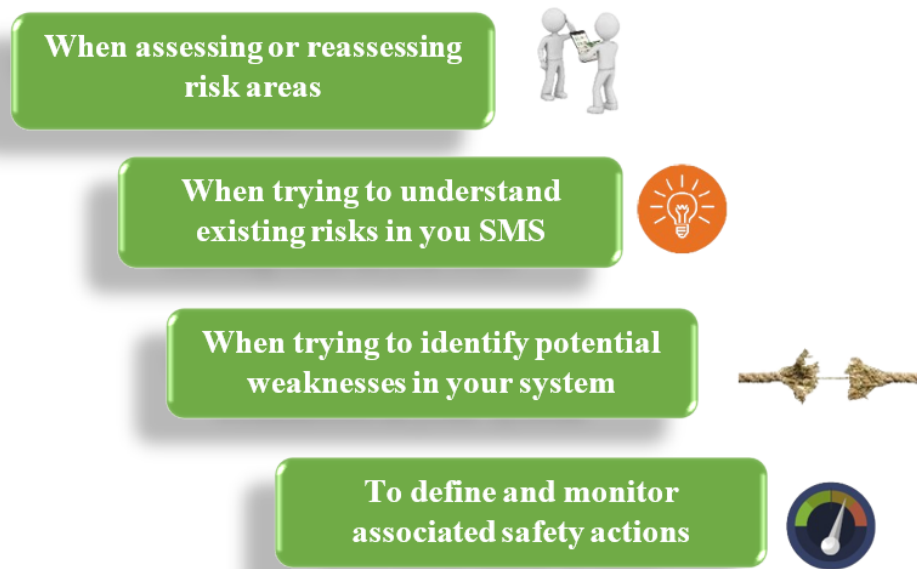 When assessing or reassessing
risk areas
When trying to understand
existing risks in you SMS
When trying to identify potential
weaknesses in your system
To define and monitor
associated safety actions